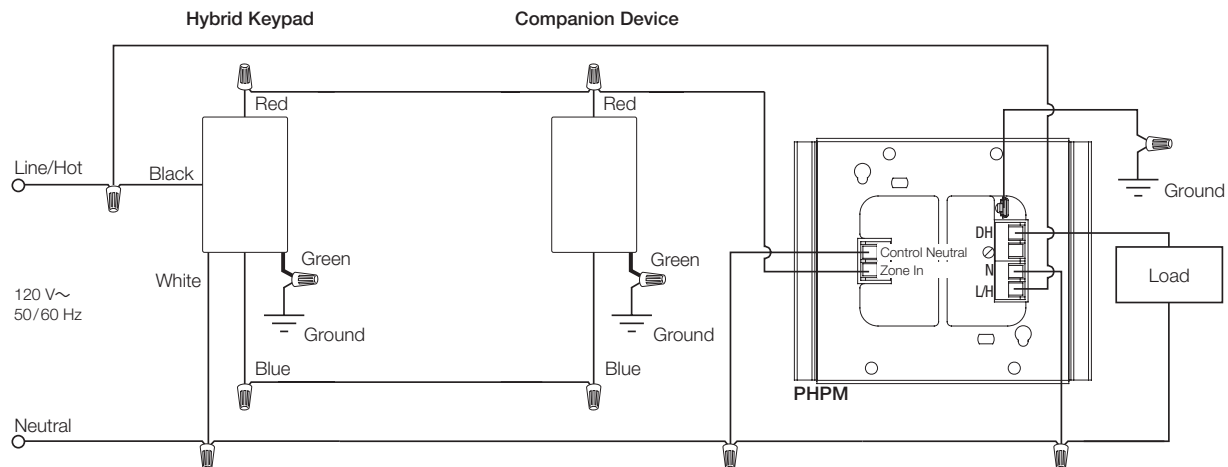 Hybrid Keypad
Companion Device
Red
Red
Line/Hot
Black
Ground
DH
Control Neutral
Zone In
N
L/H
Load
Green
Green
White
120 V~
50/60 Hz
Ground
Ground
Blue
Blue
PHPM
Neutral